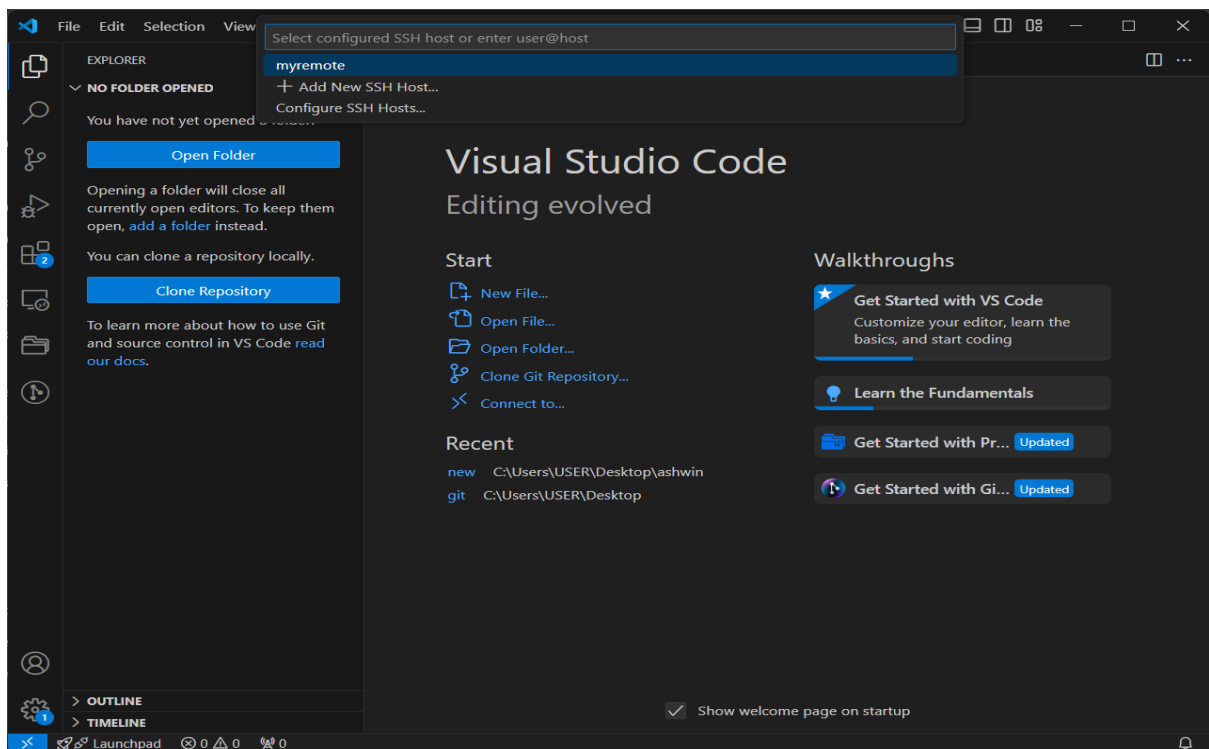 File Edit Selection View
Select configured SSH host or enter user@host
myremote
Add New SSH Host...
Configure SSH Hosts...
EXPLORER
NO FOLDER OPENED
You have not yet opened a
Open Folder
Opening a folder will close all
currently open editors. To keep them
open, add a folder instead.
You can clone a repository locally.
Clone Repository
To learn more about how to use Git
and source control in VS Code read
our docs.
2
1
OUTLINE
TIMELINE
Visual Studio Code
Editing evolved
Start
New File...
Open File...
Open Folder...
Clone Git Repository...
Connect to...
Recent
new C:\Users\USER\Desktop\ashwin
git C:\Users\USER\Desktop
Walkthroughs
Get Started with VS Code
Customize your editor, learn the
basics, and start coding
Learn the Fundamentals
Get Started with Pr... Updated
Get Started with Gi... Updated
Show welcome page on startup
Launchpad 0 0 0